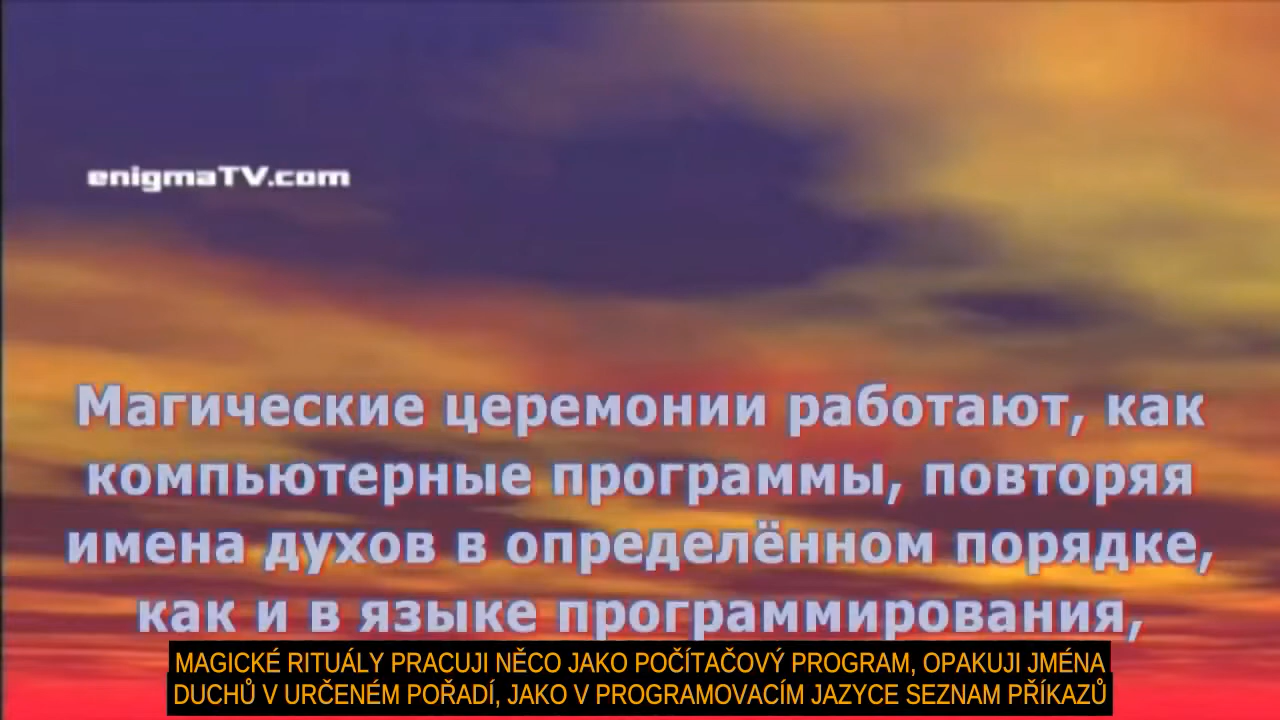 enigmaTV.com
Магические церемонии работают, как
компьютерные программы, повторяя
имена духов в определённом порядке,
как и в языке программирования,
MAGICKÉ RITUÁLY PRACUJI NĚCO JAKO POČÍTAČOVÝ PROGRAM, OPAKUJI JMÉNA
DUCHŮ V URČENÉM POŘADÍ, JAKO V PROGRAMOVACÍM JAZYCE SEZNAM PŘÍKAZŮ